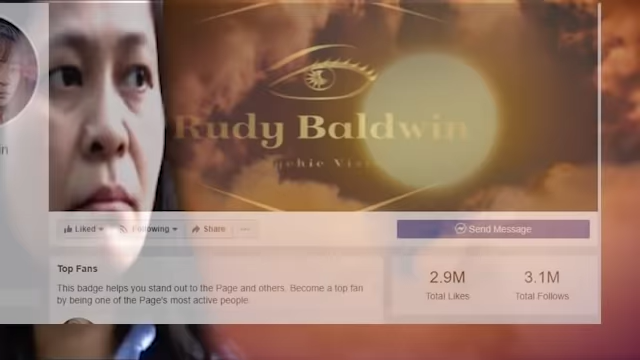 Rudy Baldwin
Liked
Following
Share
Send Message
Top Fans
This badge helps you stand out to the Page and others. Become a top fan
by being one of the Page's most active people.
2.9M
3.1M
Total Likes
Total Follows